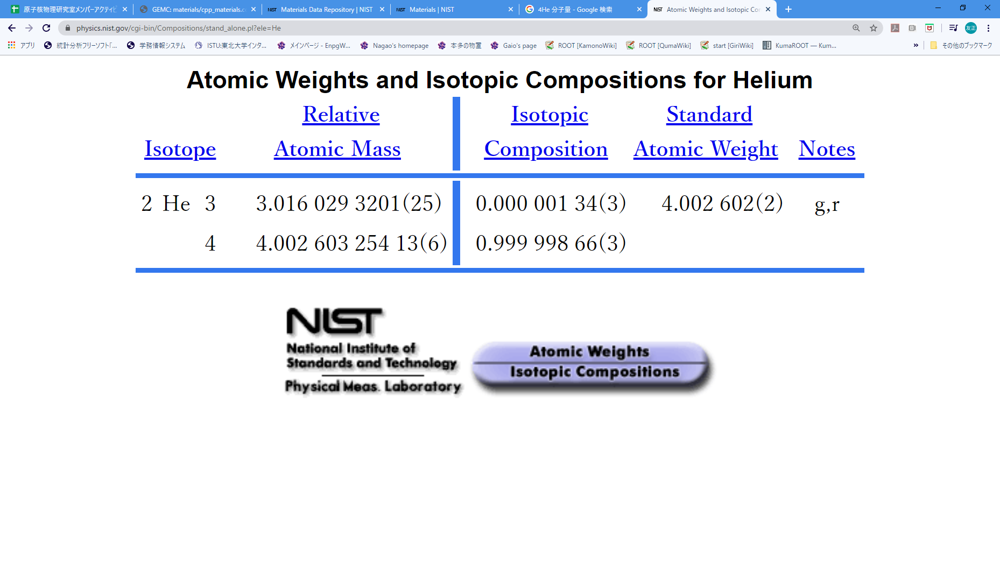 原子核物理研究室メンバーアクティビ
GEMC: materials/cpp_materials.c
NIST Materials Data Repository | NIST
NIST Materials | NIST
4He 分子量 - Google 検索
NIST Atomic Weights and Isotopic Co
physics.nist.gov/cgi-bin/Compositions/stand_alone.pl?ele=He
友正
アプリ
統計分析フリーソフト「...
学務情報システム
ISTU:東北大学インタ...
メインページ - EnpgW...
Nagao's homepage
本多の物置
Gaio's page
ROOT [KamonoWiki]
ROOT [QumaWiki]
start [GiriWiki]
KumaROOT — Kum...
»
その他のブックマーク
Atomic Weights and Isotopic Compositions for Helium
Relative Isotopic Standard
Isotope Atomic Mass Composition Atomic Weight Notes
2 He 3 3.016 029 3201(25) 0.000 001 34(3) 4.002 602(2) g,r
4 4.002 603 254 13(6) 0.999 998 66(3)
NIST
National Institute of
Standards and Technology
Physical Meas. Laboratory
Atomic Weights
Isotopic Compositions